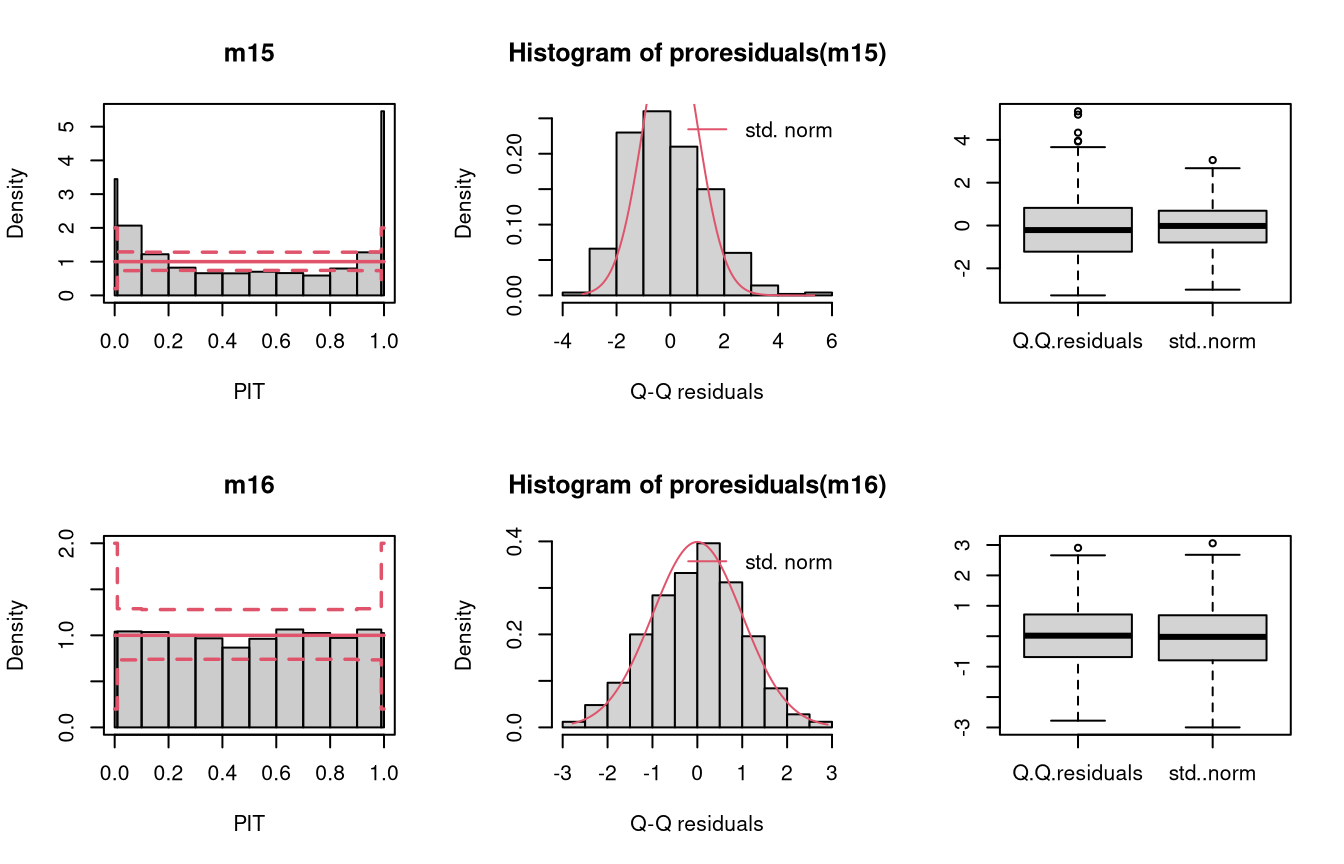 m15
Density
0 1 2 3 4 5
0.0 0.2 0.4 0.6 0.8 1.0
PIT
Histogram of proresiduals(m15)
Density
0.00 0.10 0.20
std. norm
-4 -2 0 2 4 6
Q-Q residuals
-2 0 2 4
Q.Q.residuals std..norm
m16
Density
0.0 1.0 2.0
0.0 0.2 0.4 0.6 0.8 1.0
PIT
Histogram of proresiduals(m16)
Density
0.0 0.2 0.4
std. norm
-3 -2 -1 0 1 2 3
Q-Q residuals
-3 -1 1 2 3
Q.Q.residuals std..norm